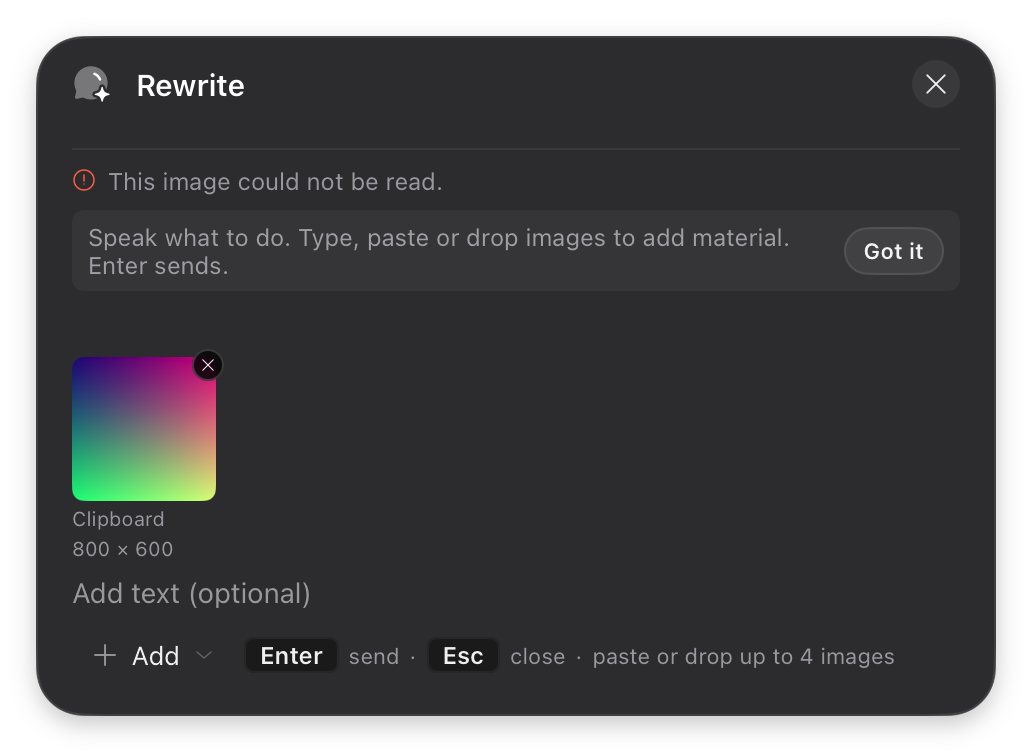 Rewrite
This image could not be read.
Speak what to do. Type, paste or drop images to add material.
Enter sends.
Got it
Clipboard
800 × 600
Add text (optional)
Add
Enter send · Esc close · paste or drop up to 4 images